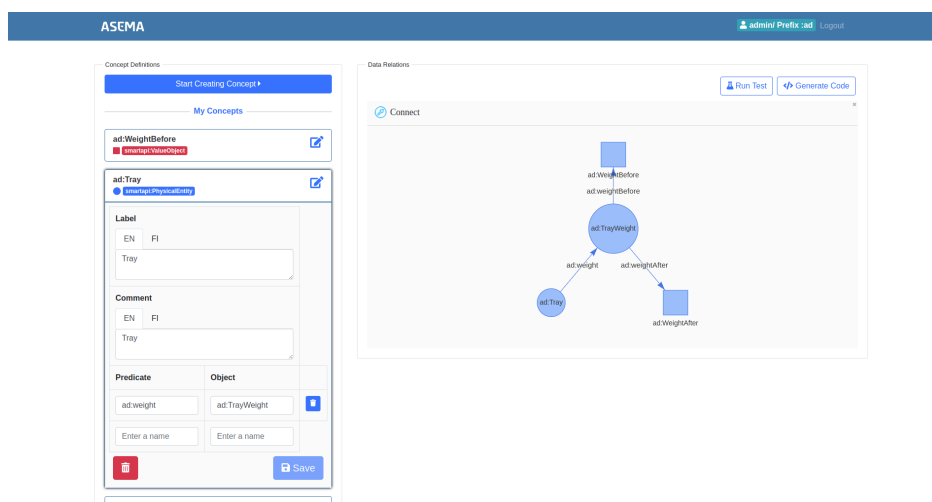 ASEMA
admin/ Prefix :ad Logout
Concept Definitions
Start Creating Concept
My Concepts
ad:WeightBefore
smartapi:ValueObject
ad:Tray
smartapi:PhysicalEntity
Label
EN FI
Tray
Comment
EN FI
Tray
Predicate Object
ad:weight ad:TrayWeight
Enter a name Enter a name
Save
Data Relations
Run Test Generate Code
Connect
×
ad:WeightBefore
ad:weightBefore
ad:TrayWeight
ad:weight ad:weightAfter
ad:Tray
ad:WeightAfter